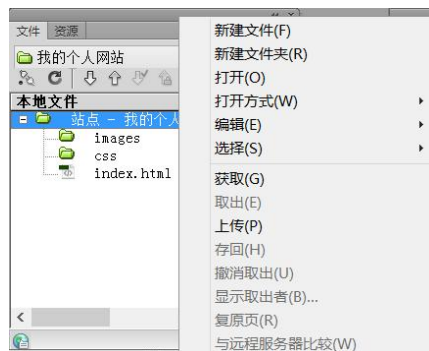 文件 资源
我的个人网站
本地文件
站点 - 我的个人
images
css
index.html
新建文件(F)
新建文件夹(R)
打开(O)
打开方式(W)
编辑(E)
选择(S)
获取(G)
取出(E)
上传(P)
存回(H)
撤消取出(U)
显示取出者(B)...
复原页(R)
与远程服务器比较(W)